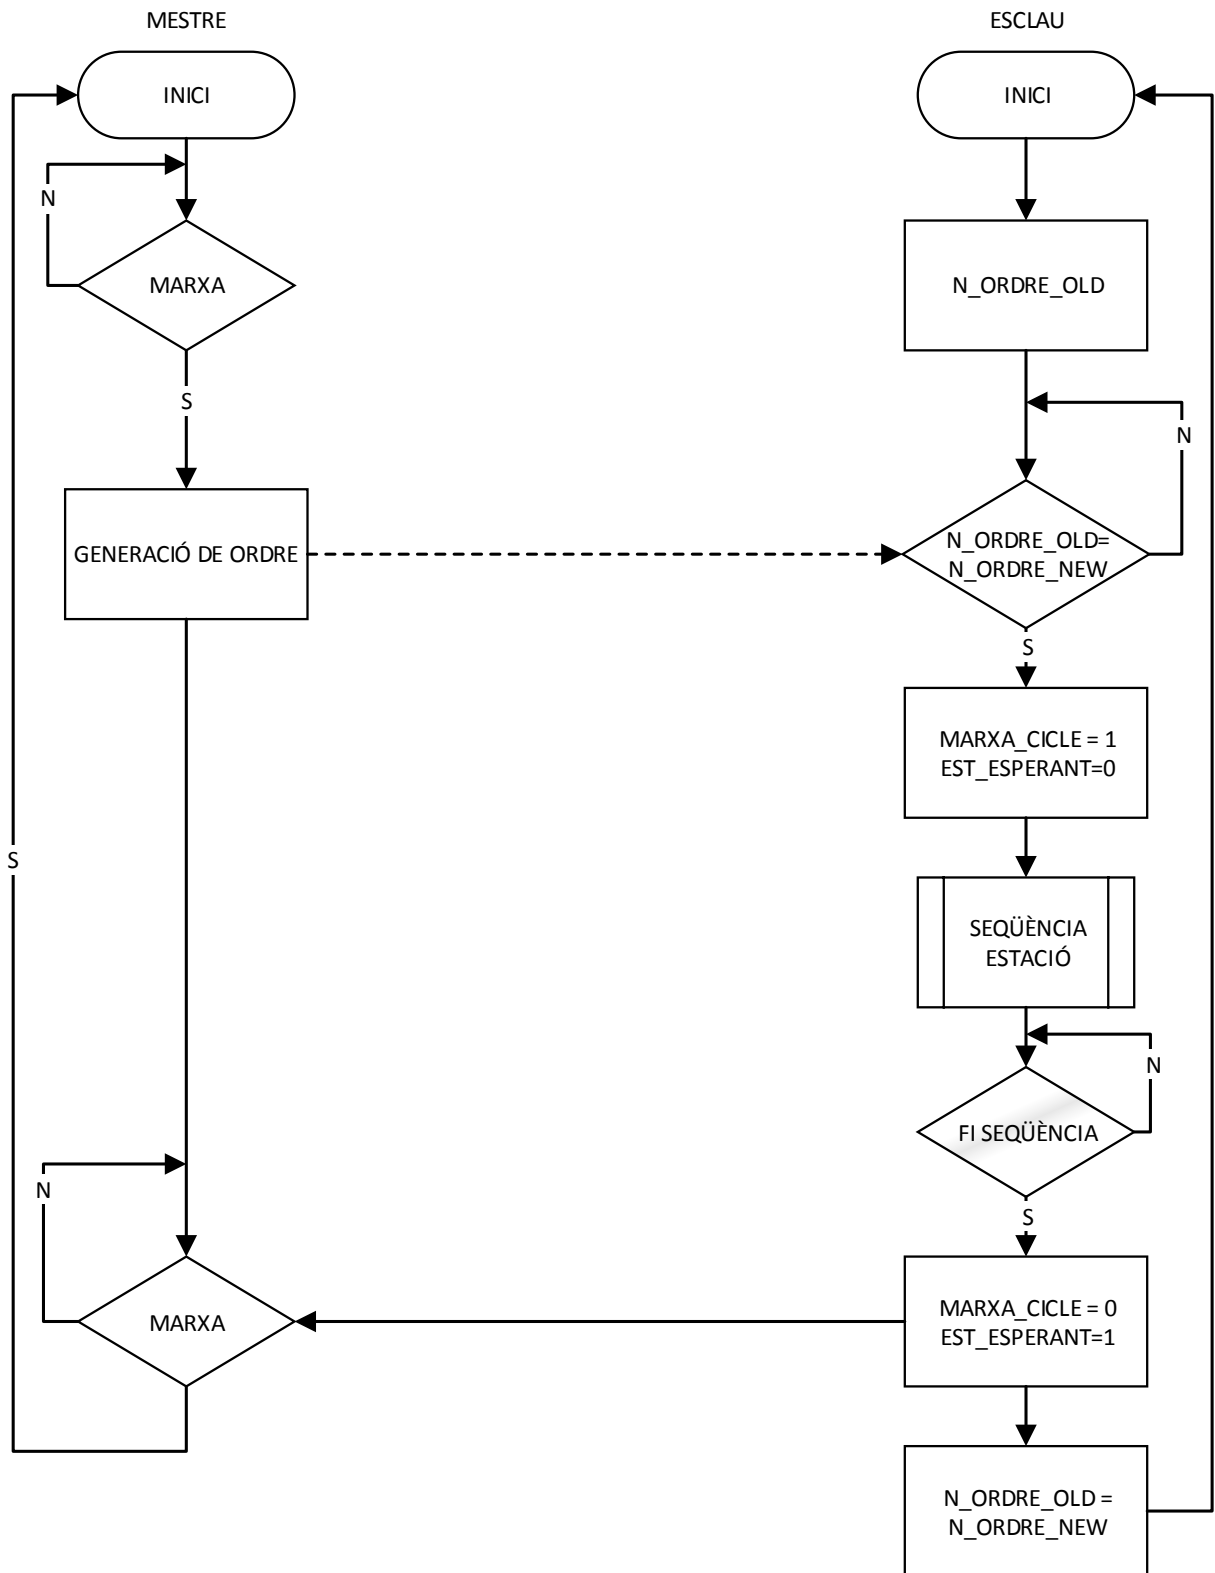 MESTRE
ESCLAU
INICI
INICI
N
MARXA
N_ORDRE_OLD
S
N
GENERACIÓ DE ORDRE
N_ORDRE_OLD=
N_ORDRE_NEW
S
MARXA_CICLE = 1
EST_ESPERANT=0
S
SEQÜÈNCIA
ESTACIÓ
N
FI SEQÜÈNCIA
N
S
MARXA
MARXA_CICLE = 0
EST_ESPERANT=1
N_ORDRE_OLD =
N_ORDRE_NEW